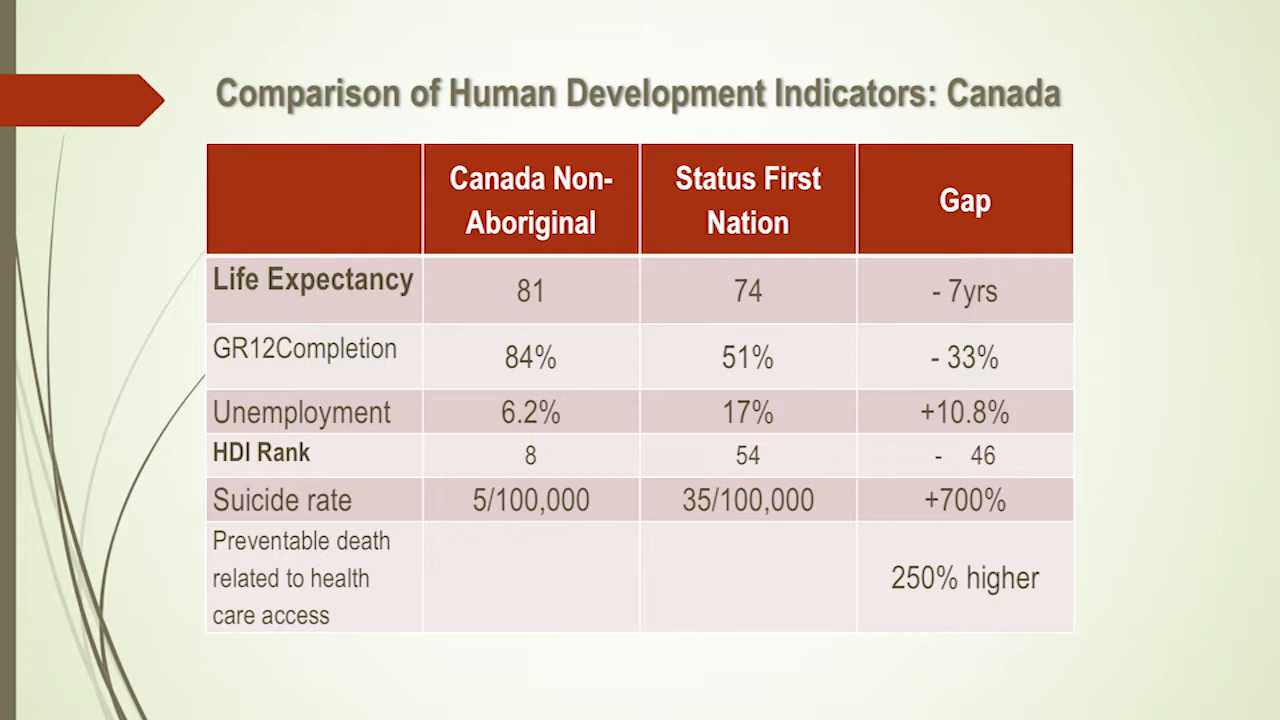 Comparison of Human Development Indicators: Canada
Canada Non-
Aboriginal
Status First
Nation
Gap
Life Expectancy
81
74
- 7yrs
GR12Completion
84%
51%
- 33%
Unemployment
6.2%
17%
+10.8%
HDI Rank
8
54
- 46
Suicide rate
5/100,000
35/100,000
+700%
Preventable death
related to health
care access
250% higher